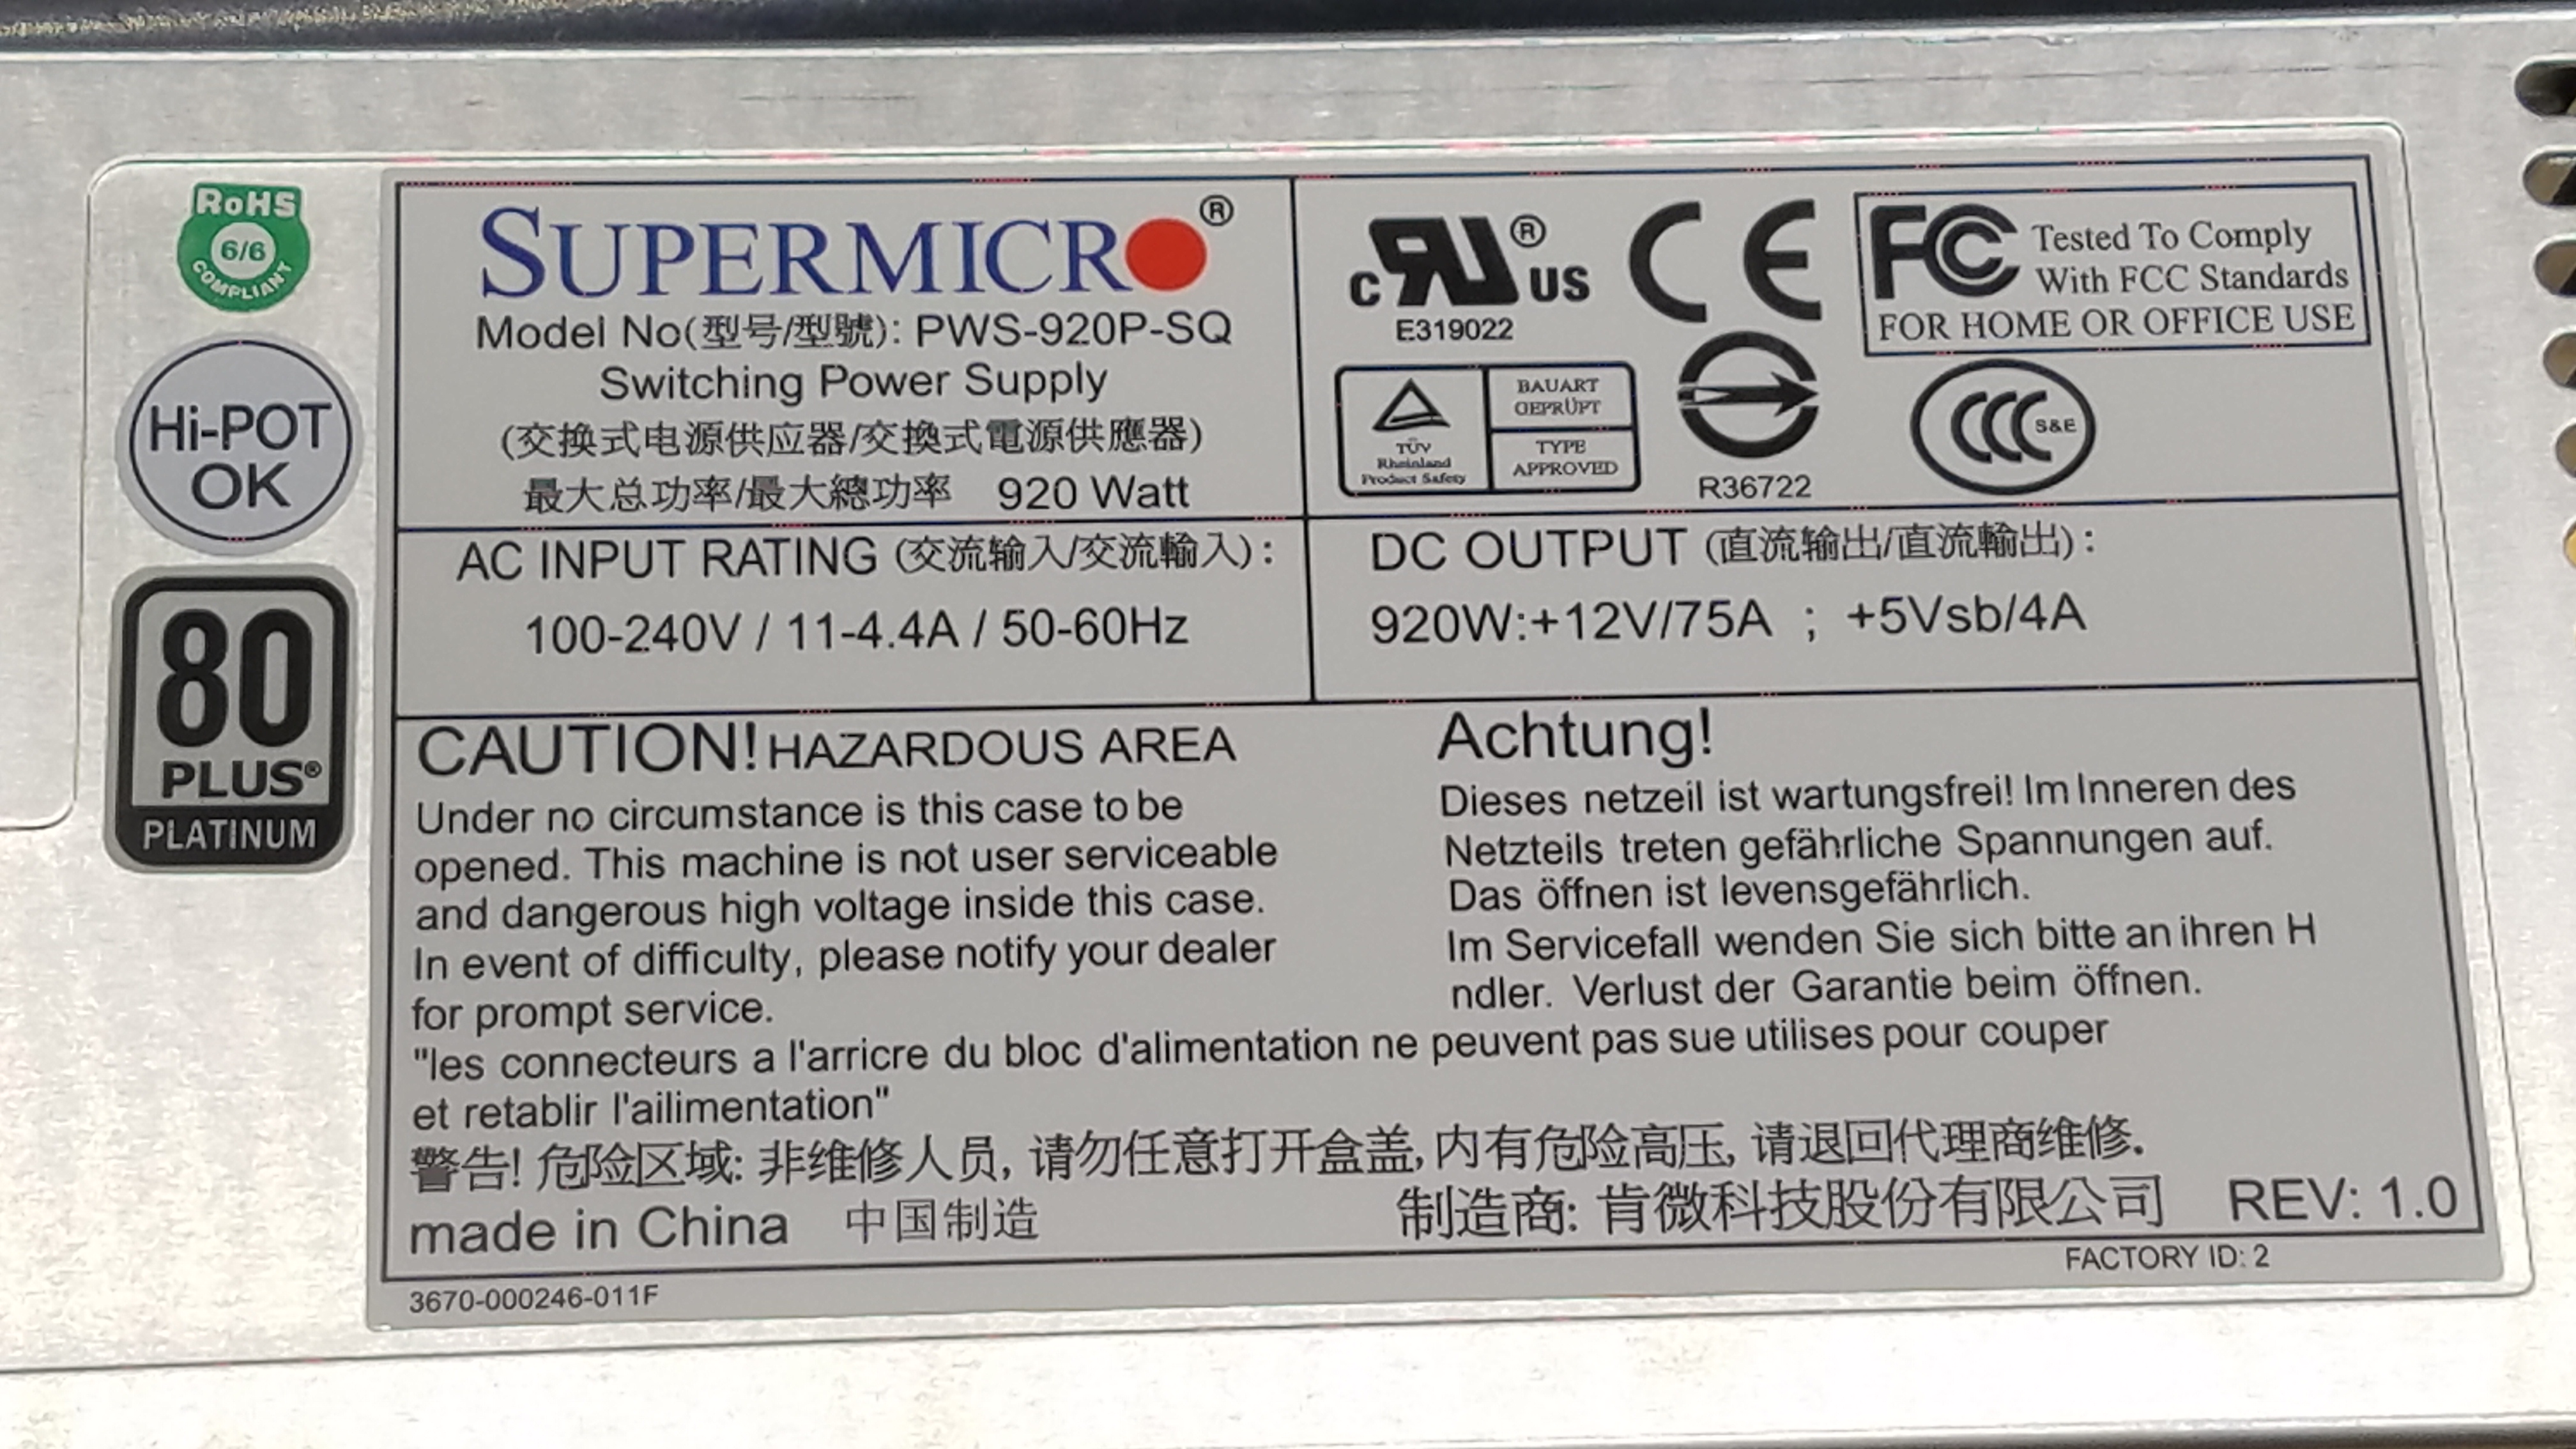 RoHS
6/6
COMPLIANT
Hi-POT
OK
80
PLUS®
PLATINUM
SUPERMICRO®
Model No(型号/型號): PWS-920P-SQ
Switching Power Supply
(交换式电源供应器/交換式電源供應器)
最大总功率/最大總功率 920 Watt
c RU® US
E319022
CE
FC Tested To Comply
With FCC Standards
FOR HOME OR OFFICE USE
TÜV
Rheinland
Product Safety
BAUART
GEPRÜFT
TYPE
APPROVED
R36722
CCC S&E
AC INPUT RATING (交流输入/交流輸入) :
100-240V / 11-4.4A / 50-60Hz
DC OUTPUT (直流输出/直流輸出) :
920W:+12V/75A ; +5Vsb/4A
CAUTION! HAZARDOUS AREA
Under no circumstance is this case to be
opened. This machine is not user serviceable
and dangerous high voltage inside this case.
In event of difficulty, please notify your dealer
for prompt service.
Achtung!
Dieses netzeil ist wartungsfrei! Im Inneren des
Netzteils treten gefährliche Spannungen auf.
Das öffnen ist levensgefährlich.
Im Servicefall wenden Sie sich bitte an ihren H
ndler. Verlust der Garantie beim öffnen.
"les connecteurs a l'arricre du bloc d'alimentation ne peuvent pas sue utilises pour couper
et retablir l'ailimentation"
警告! 危险区域: 非维修人员, 请勿任意打开盒盖, 内有危险高压, 请退回代理商维修.
made in China 中国制造
制造商: 肯微科技股份有限公司 REV: 1.0
FACTORY ID: 2
3670-000246-011F